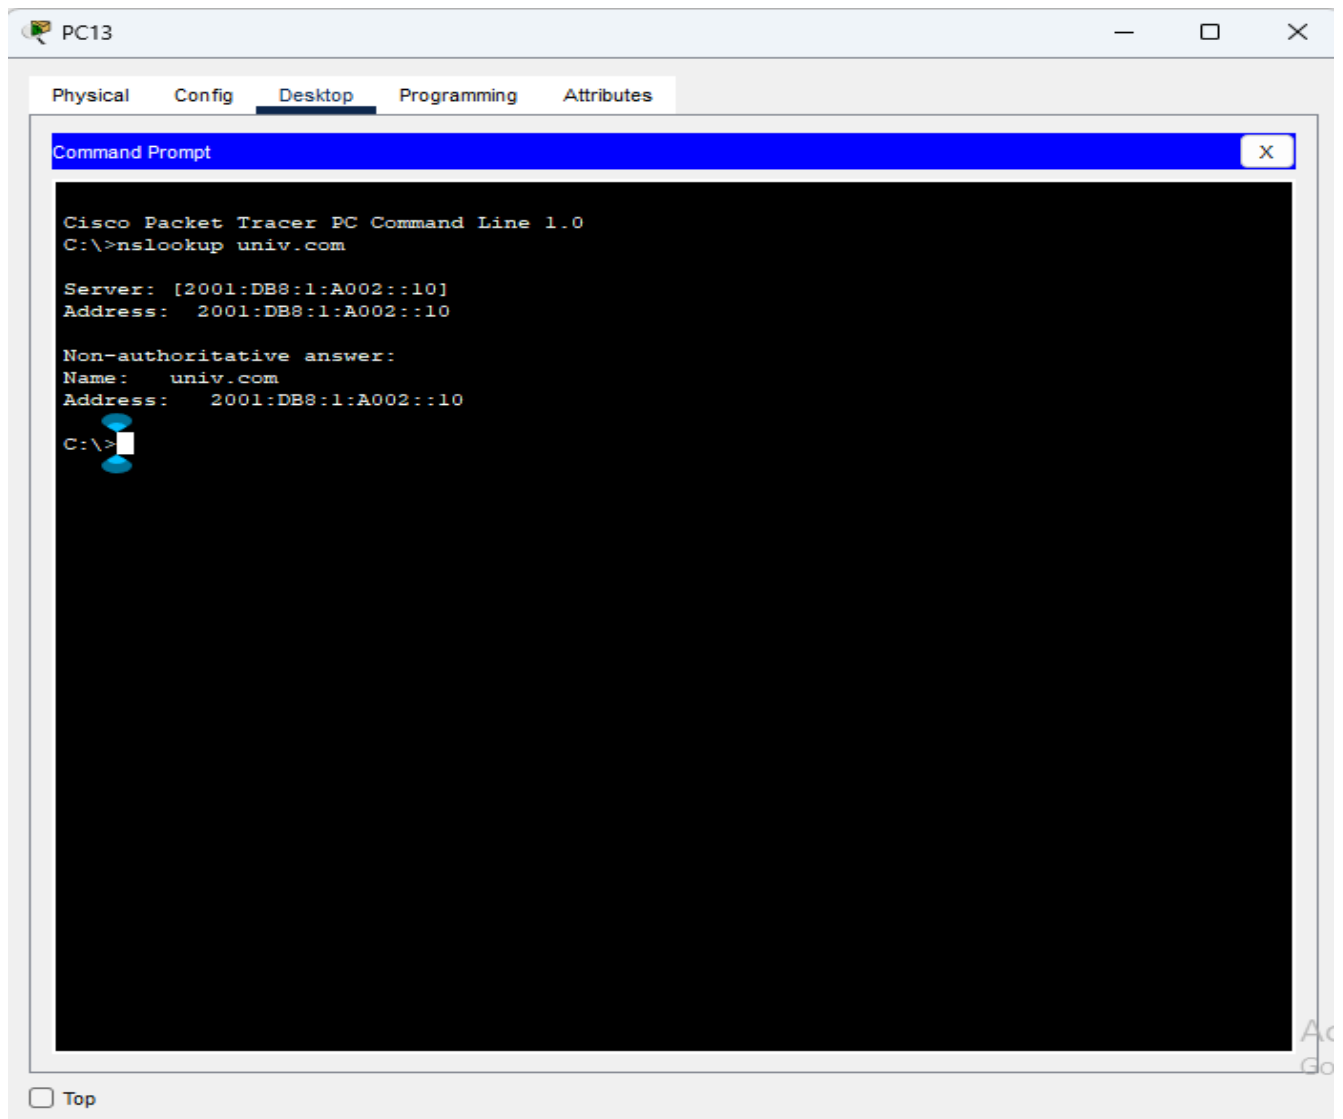 PC13
Physical Config Desktop Programming Attributes
Command Prompt
X
Cisco Packet Tracer PC Command Line 1.0
C:\>nslookup univ.com
Server: [2001:DB8:1:A002::10]
Address:  2001:DB8:1:A002::10
Non-authoritative answer:
Name:   univ.com
Address:   2001:DB8:1:A002::10
C:\>
Top